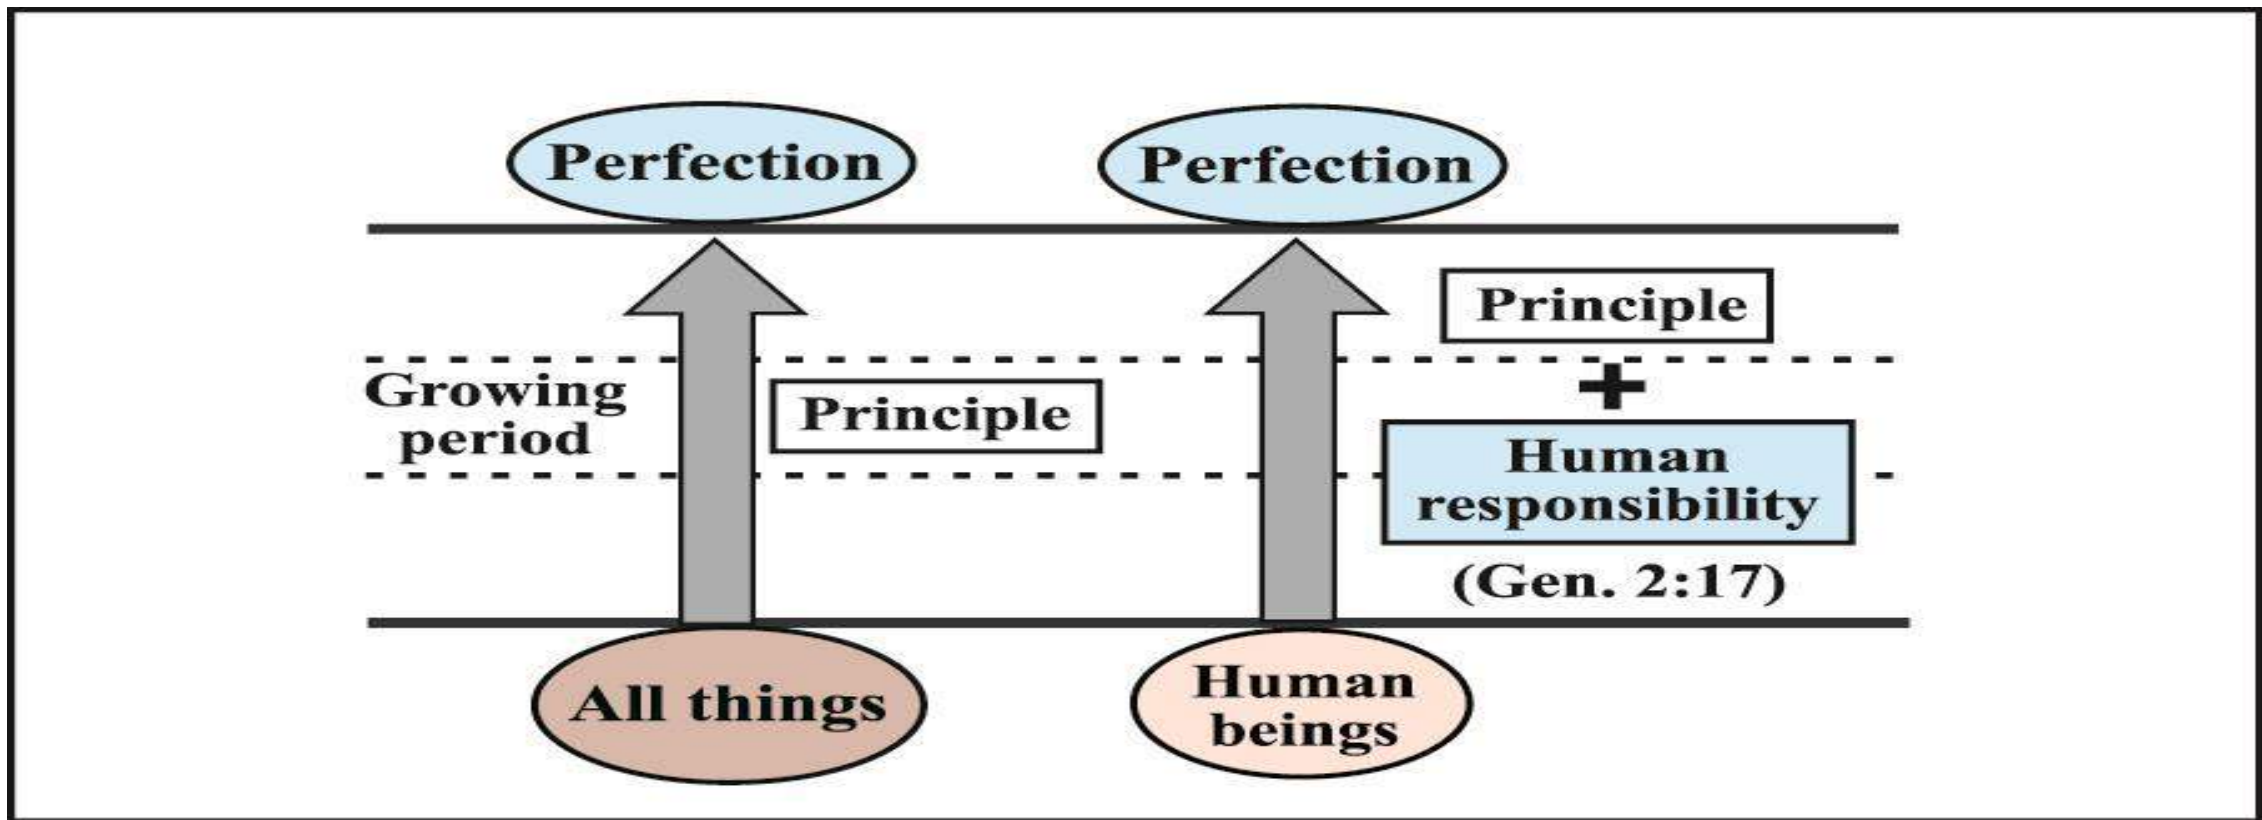 Perfection
Perfection
Principle
Growing
period
Principle
+
Human
responsibility
(Gen. 2:17)
All things
Human
beings